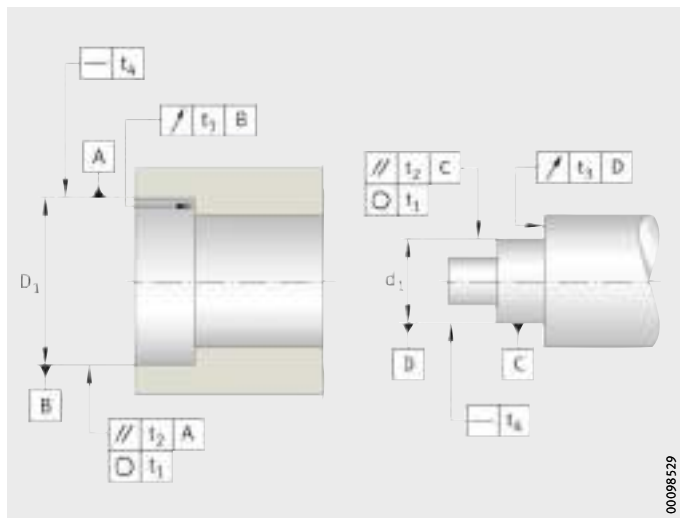 — t₄
↗ t₃ B
A
// t₂ C
↗ t₃ D
○ t₁
D₁
d₁
D
C
B
// t₂ A
— t₄
○ t₁
00098529